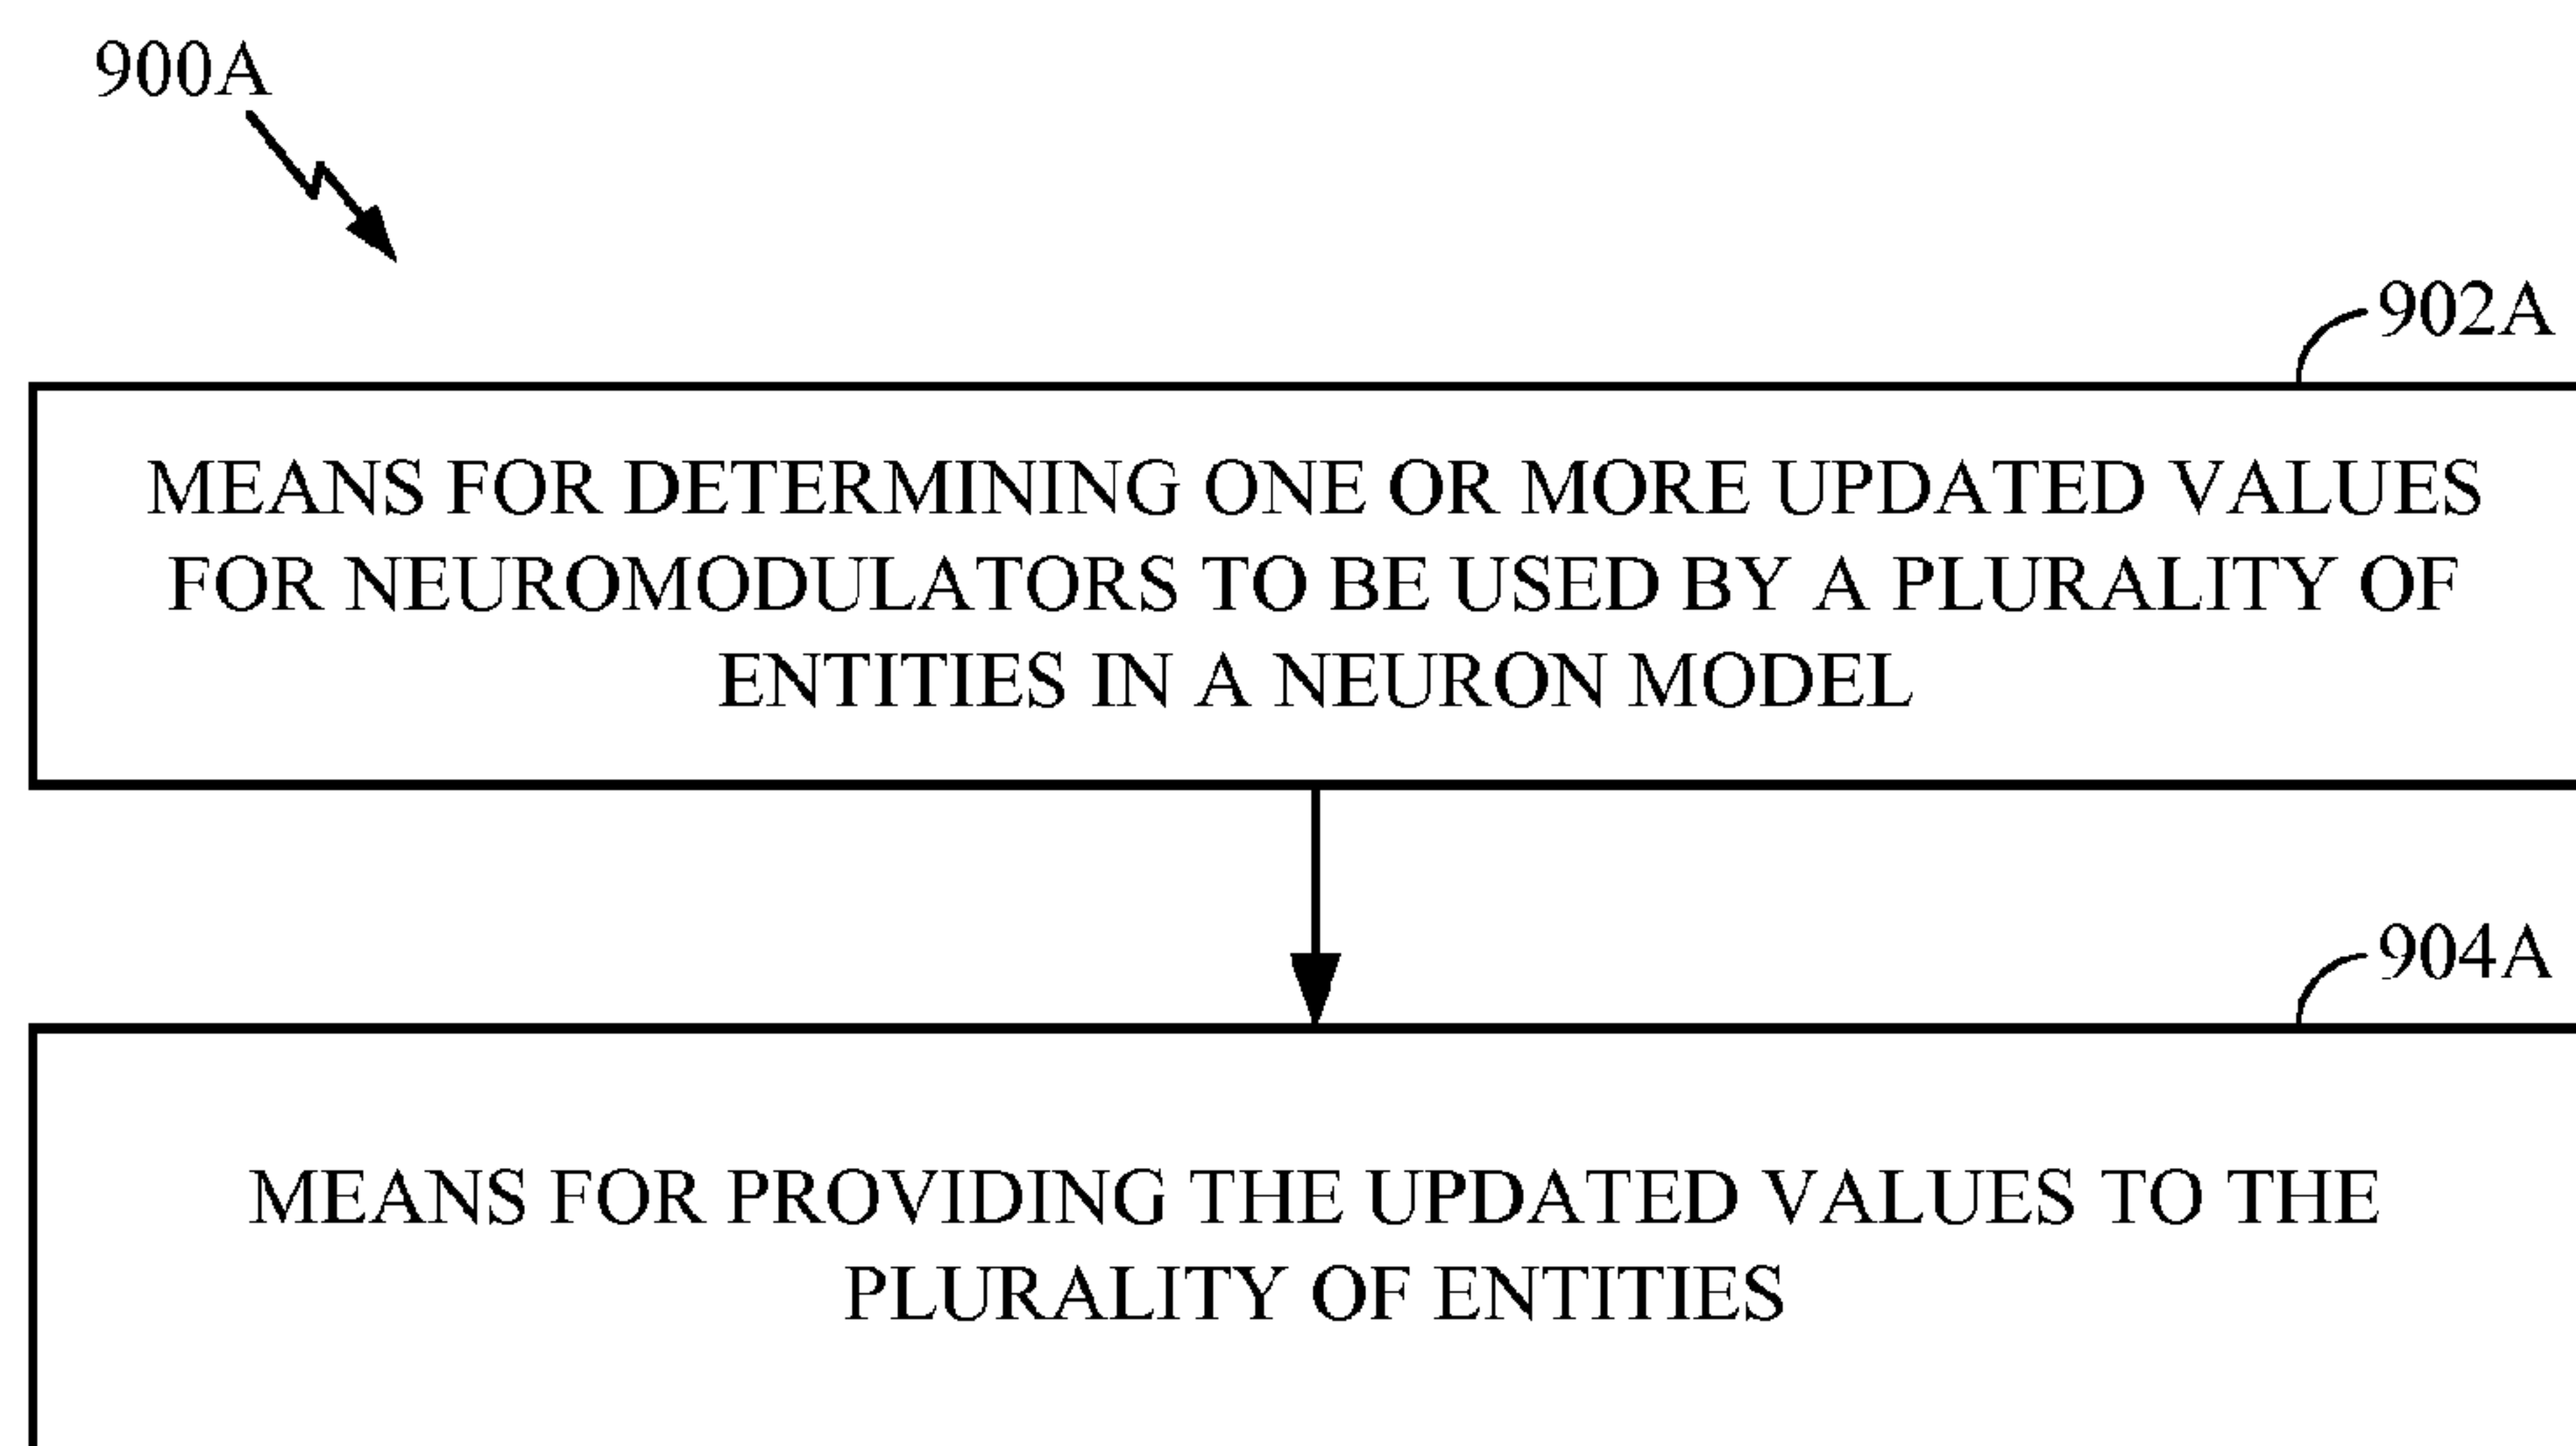 900A
902A
MEANS FOR DETERMINING ONE OR MORE UPDATED VALUES
FOR NEUROMODULATORS TO BE USED BY A PLURALITY OF
ENTITIES IN A NEURON MODEL
904A
MEANS FOR PROVIDING THE UPDATED VALUES TO THE
PLURALITY OF ENTITIES